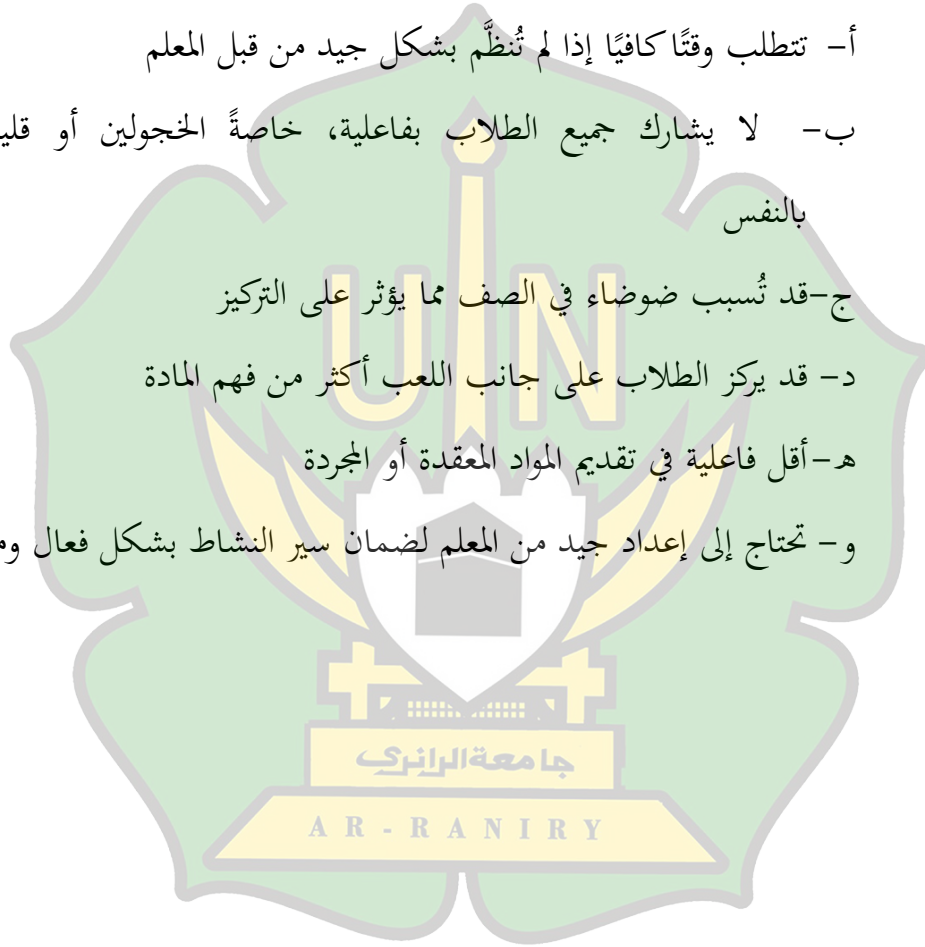 أ- تتطلب وقتًا كافيًا إذا لم تُنظَّم بشكل جيد من قبل المعلم
ب- لا يشارك جميع الطلاب بفاعلية، خاصةً الخجولين أو
بالنفس
ج-قد تُسبب ضوضاء في الصف مما يؤثر على التركيز
د- قد يركز الطلاب على جانب اللعب أكثر من فهم المادة
هـ-أقل فاعلية في تقديم المواد المعقدة أو المجردة
و- تحتاج إلى إعداد جيد من المعلم لضمان سير النشاط بشكل فعال
UIN
جامعة الرانري
AR-RANIRY